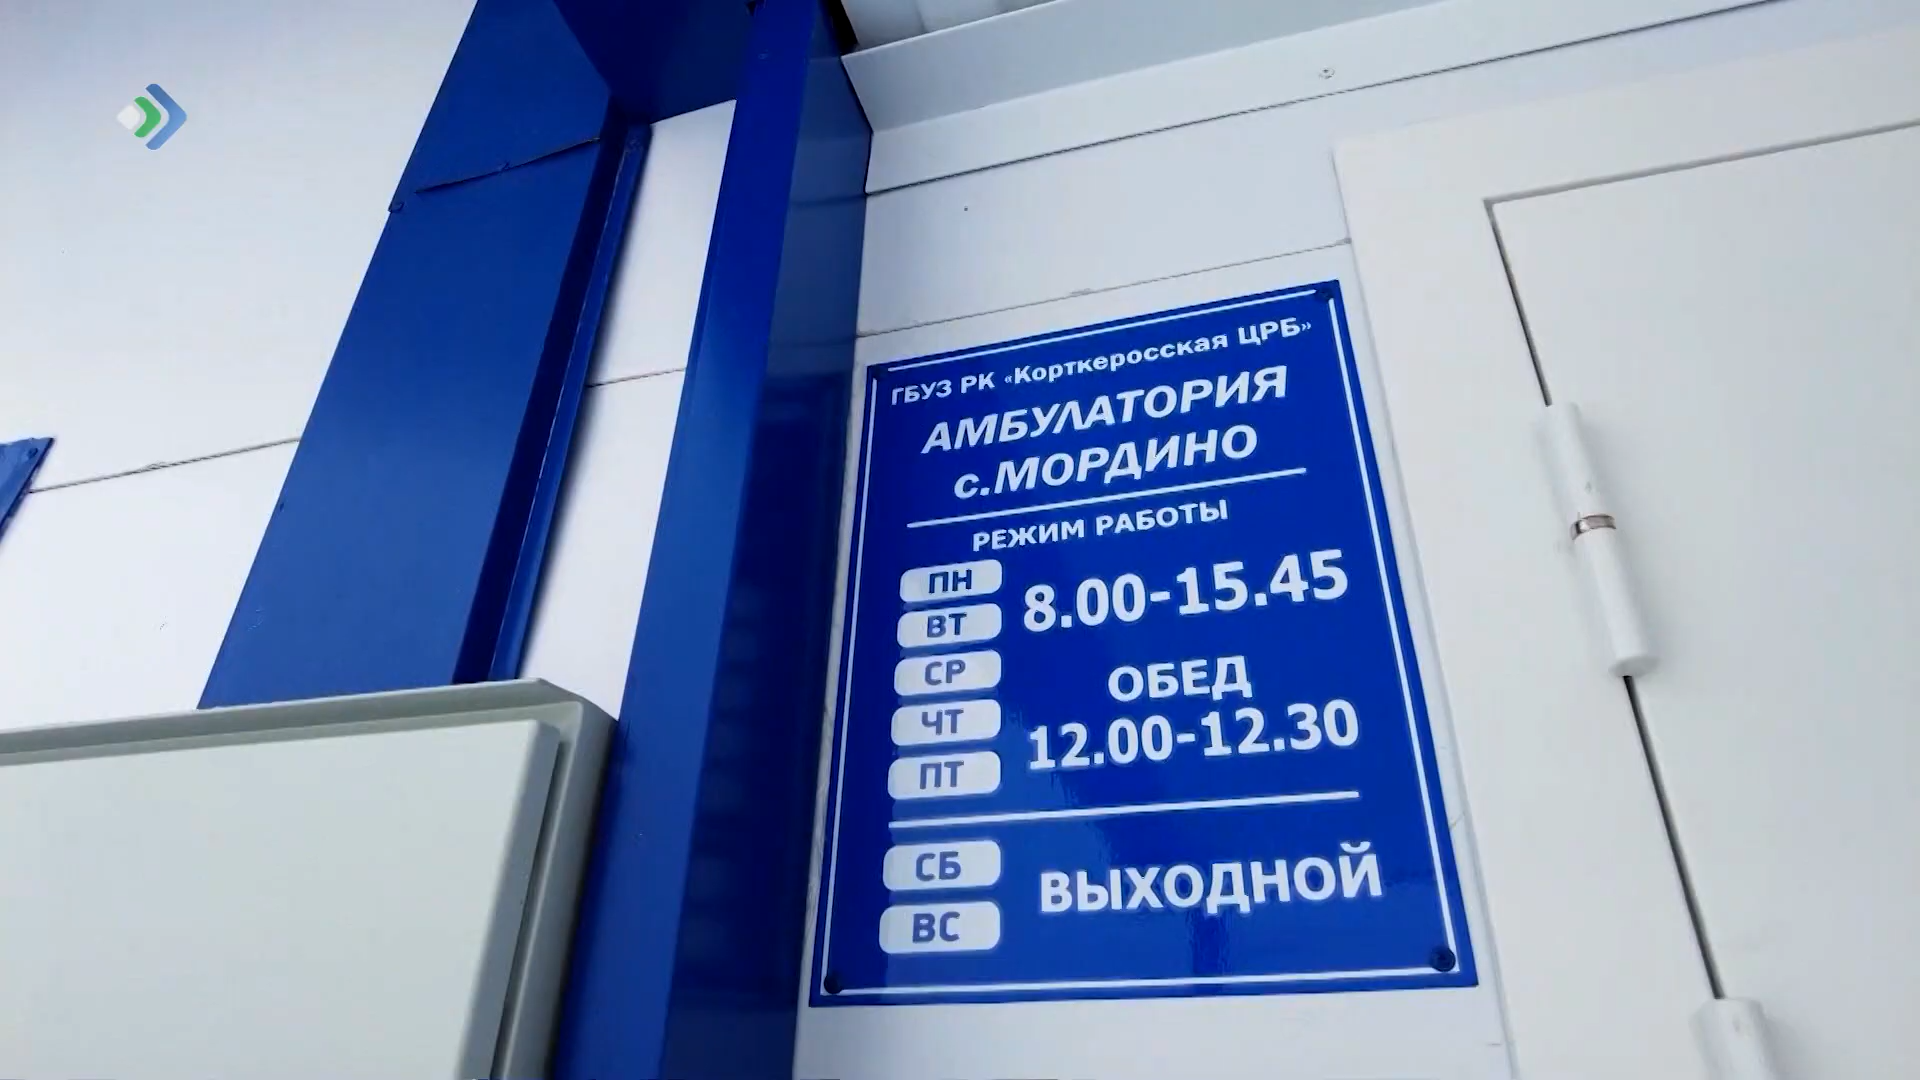 ГБУЗ РК «Корткеросская ЦРБ»
АМБУЛАТОРИЯ
с.МОРДИНО
РЕЖИМ РАБОТЫ
ПН
ВТ
СР
ЧТ
ПТ
8.00-15.45
ОБЕД
12.00-12.30
СБ
ВС
ВЫХОДНОЙ